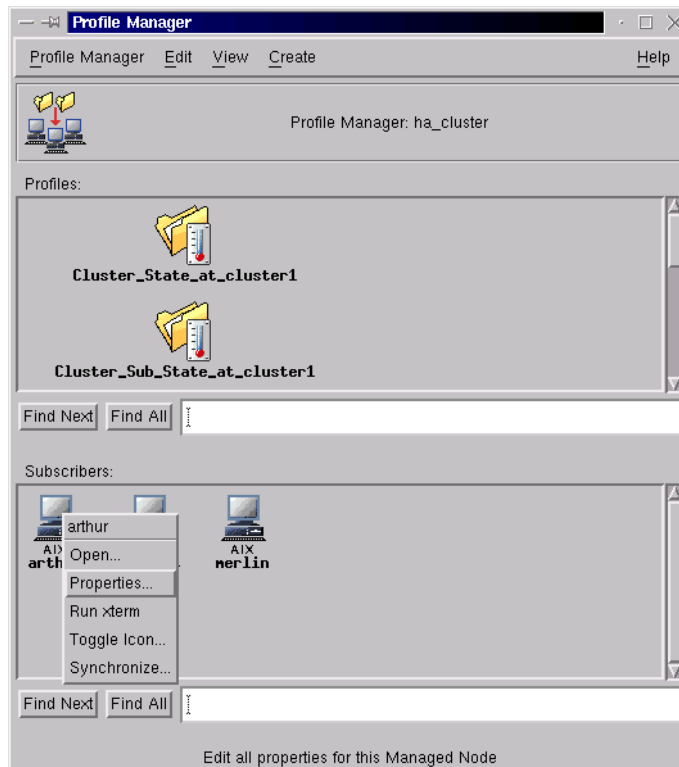 Profile Manager
Profile Manager Edit View Create Help
Profile Manager: ha_cluster
Profiles:
Cluster_State_at_cluster1
Cluster_Sub_State_at_cluster1
Find Next Find All
Subscribers:
arthur
AIX
merlin
Open...
Properties...
Run xterm
Toggle Icon...
Synchronize...
Find Next Find All
Edit all properties for this Managed Node